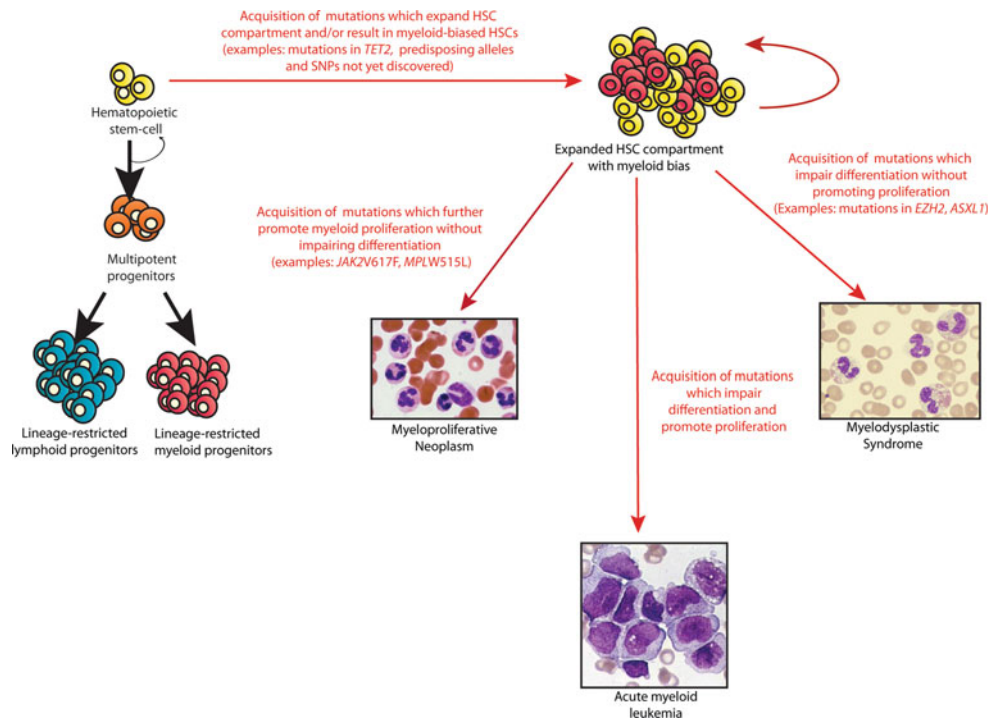 Acquisition of mutations which expand HSC
compartment and/or result in myeloid-biased HSCs
(examples: mutations in TET2, predisposing alleles
and SNPs not yet discovered)
Hematopoietic
stem-cell
Multipotent
progenitors
Lineage-restricted
lymphoid progenitors
Lineage-restricted
myeloid progenitors
Expanded HSC compartment
with myeloid bias
Acquisition of mutations which further
promote myeloid proliferation without
impairing differentiation
(examples: JAK2V617F, MPLW515L)
Myeloproliferative
Neoplasm
Acquisition of mutations
which impair
differentiation and
promote proliferation
Acute myeloid
leukemia
Acquisition of mutations which
impair differentiation without
promoting proliferation
(Examples: mutations in EZH2, ASXL1)
Myelodysplastic
Syndrome